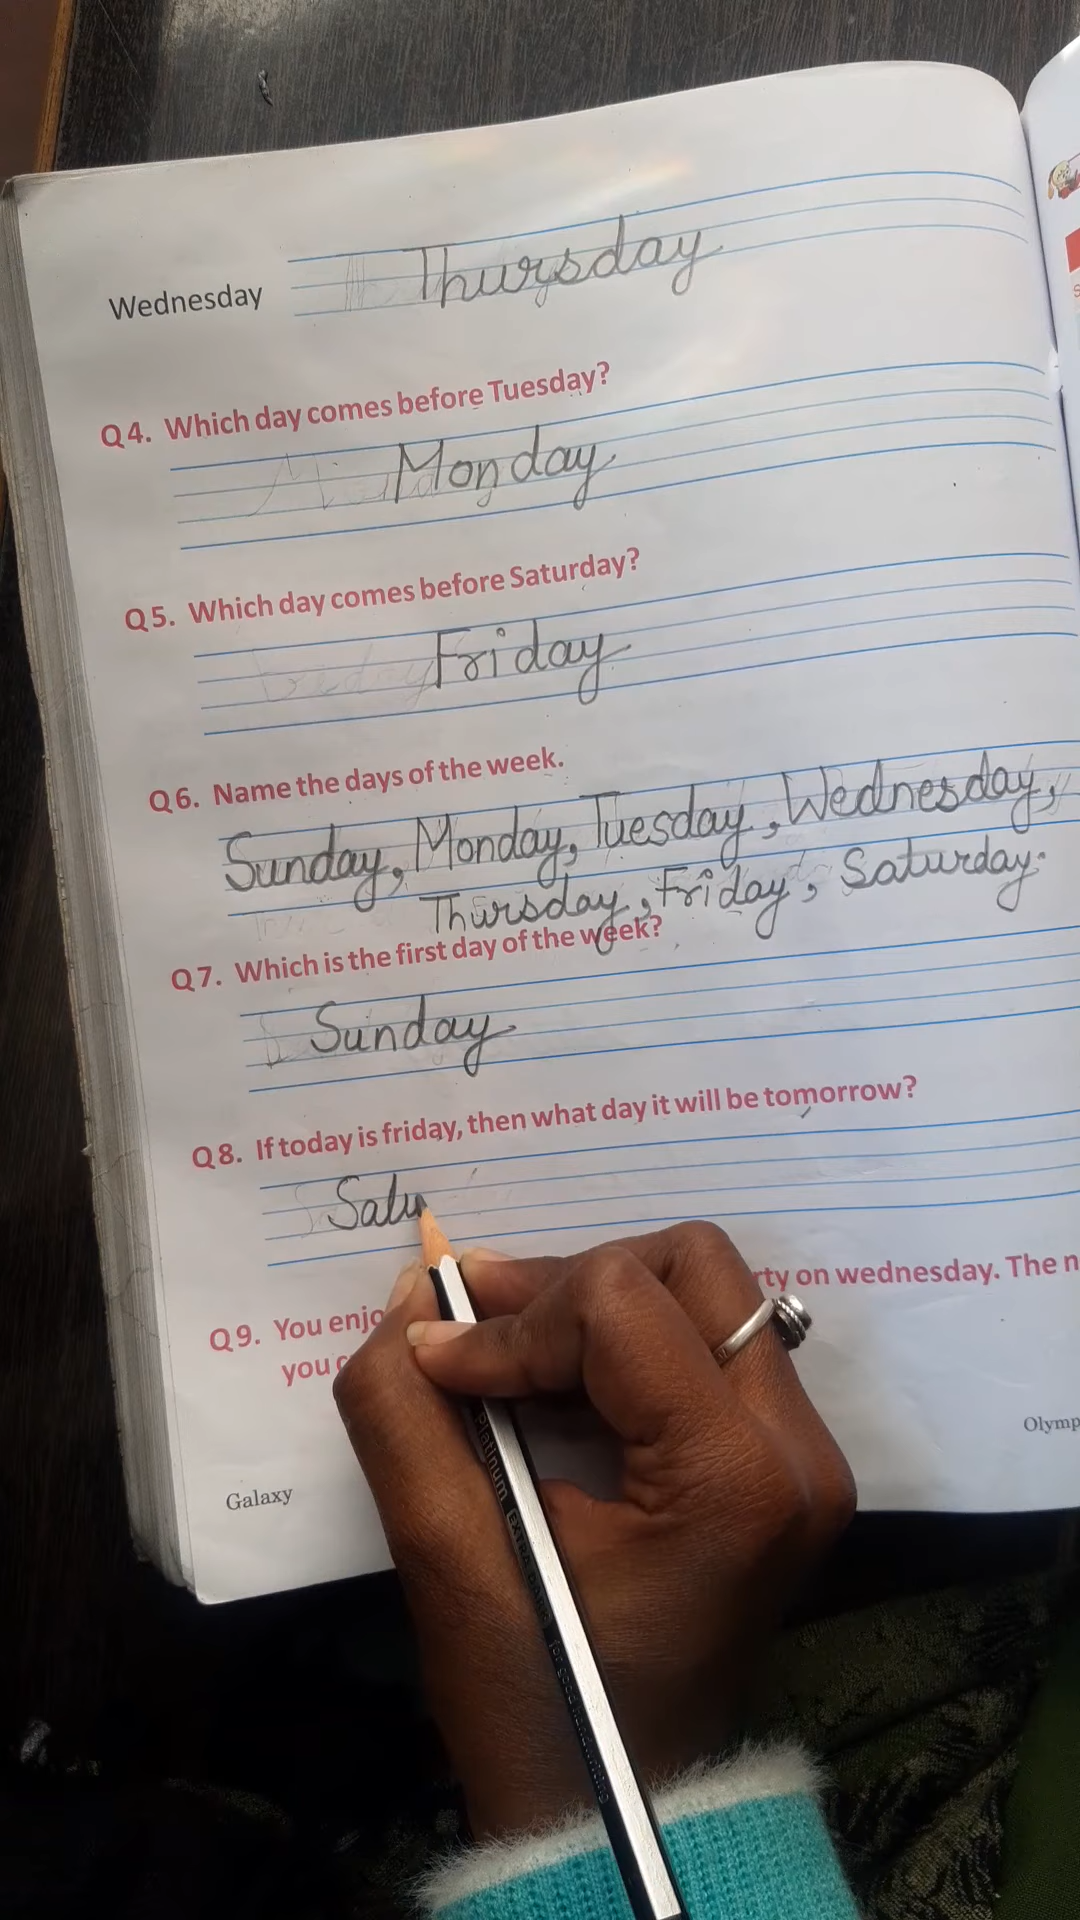 Wednesday Thursday
Q4. Which day comes before Tuesday?
Monday
Q5. Which day comes before Saturday?
Friday
Q6. Name the days of the week.
Sunday, Monday, Tuesday, Wednesday,
Thursday, Friday, Saturday.
Q7. Which is the first day of the week?
Sunday
Q8. If today is friday, then what day it will be tomorrow?
Satu
Q9. You enjo rty on wednesday. The n
you
Galaxy Olymp
Platinum EXTRA DARK